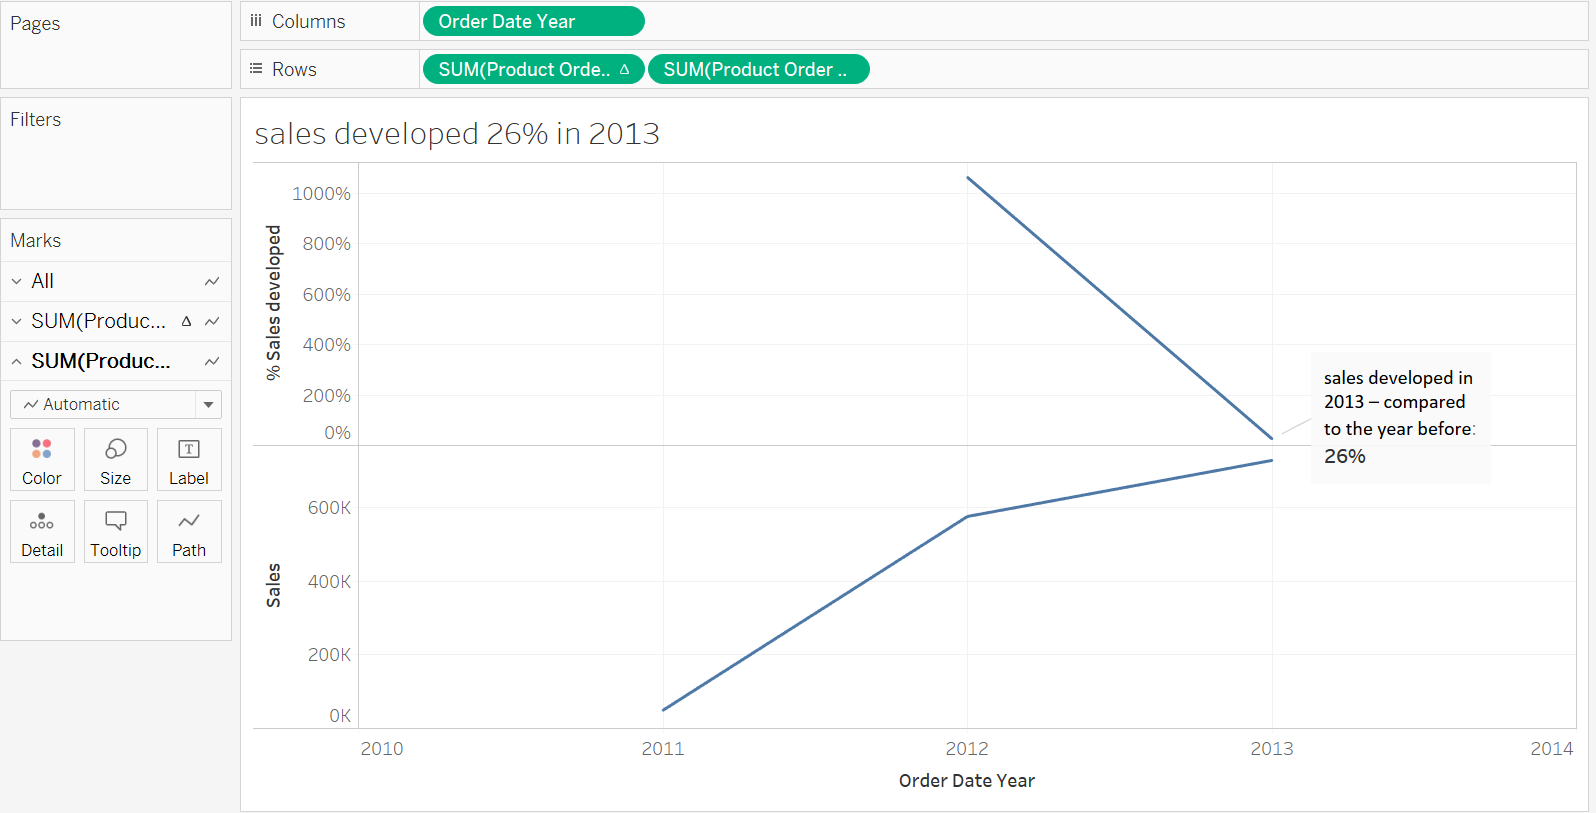 Pages
Columns
Order Date Year
Rows
SUM(Product Orde.. Δ
SUM(Product Order ..
Filters
Marks
All
SUM(Produc... Δ
SUM(Produc...
Automatic
Color
Size
Label
Detail
Tooltip
Path
sales developed 26% in 2013
% Sales developed
1000%
800%
600%
400%
200%
0%
sales developed in
2013 – compared
to the year before:
26%
Sales
600K
400K
200K
0K
2010
2011
2012
2013
2014
Order Date Year